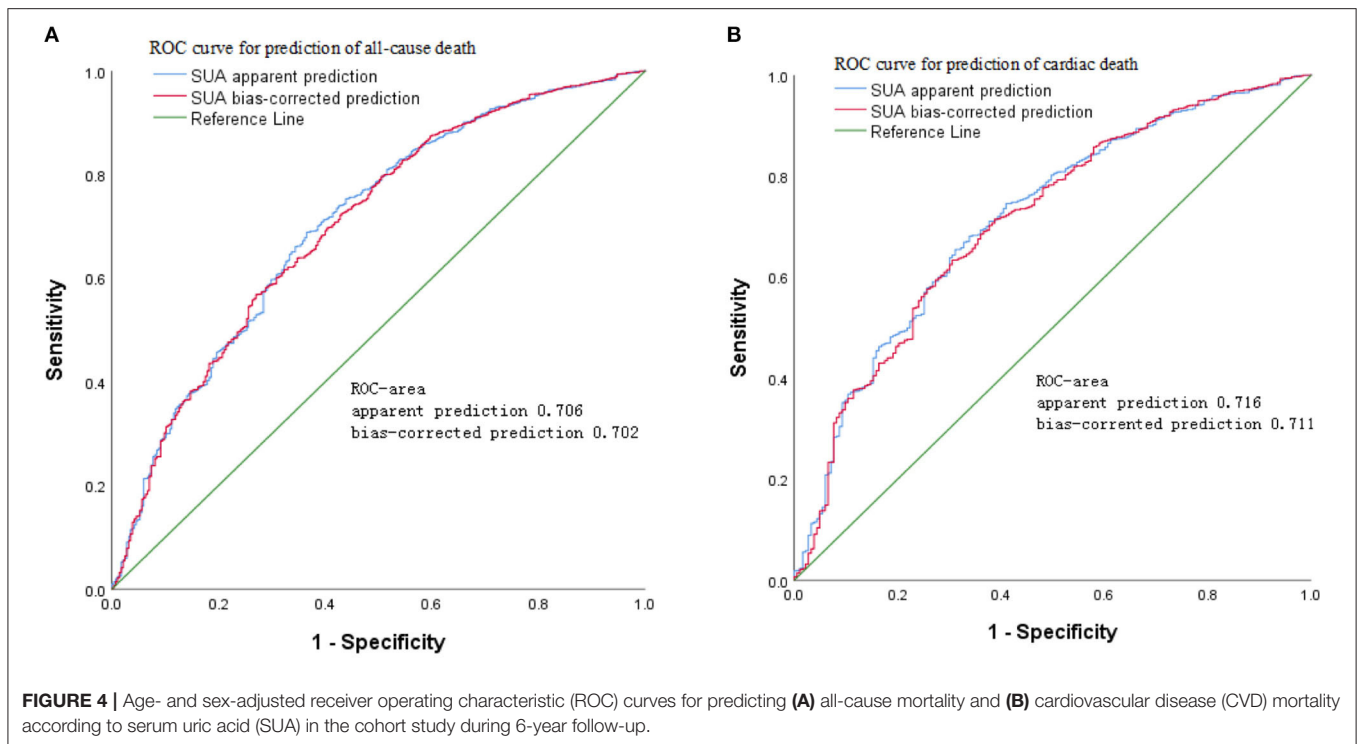 A
ROC curve for prediction of all-cause death
SUA apparent prediction
SUA bias-corrected prediction
Reference Line
1.0
0.8
0.6
0.4
0.2
0.0
Sensitivity
ROC-area
apparent prediction 0.706
bias-corrected prediction 0.702
0.0 0.2 0.4 0.6 0.8 1.0
1 - Specificity
B
ROC curve for prediction of cardiac death
SUA apparent prediction
SUA bias-corrected prediction
Reference Line
1.0
0.8
0.6
0.4
0.2
0.0
Sensitivity
ROC-area
apparent prediction 0.716
bias-corrented prediction 0.711
0.0 0.2 0.4 0.6 0.8 1.0
1 - Specificity
FIGURE 4 | Age- and sex-adjusted receiver operating characteristic (ROC) curves for predicting (A) all-cause mortality and (B) cardiovascular disease (CVD) mortality
according to serum uric acid (SUA) in the cohort study during 6-year follow-up.